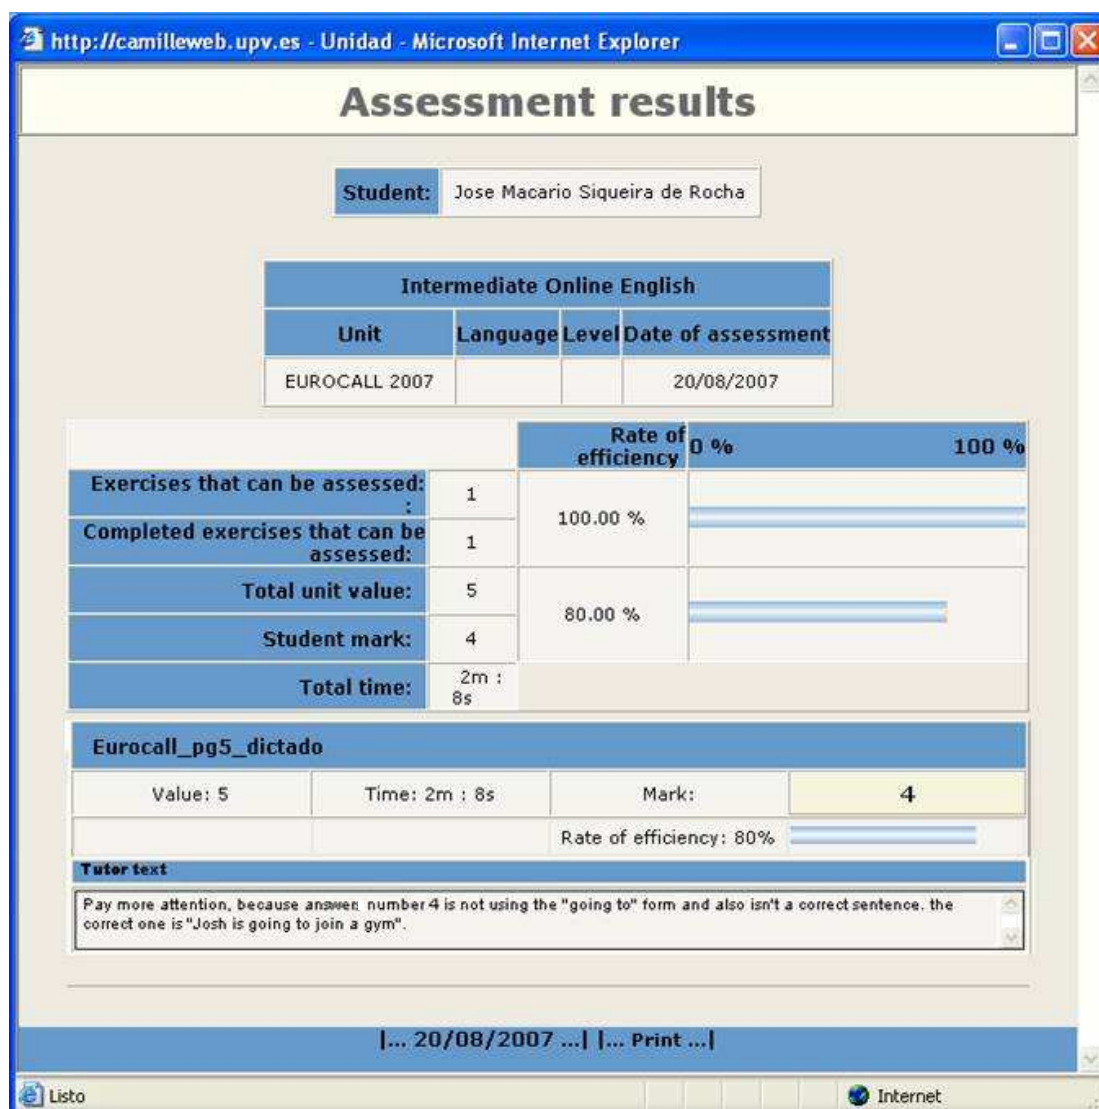 http://camilleweb.upv.es - Unidad - Microsoft Internet Explorer
Assessment results
Student: Jose Macario Siqueira de Rocha
Intermediate Online English
Unit Language Level Date of assessment
EUROCALL 2007 20/08/2007
Rate of efficiency 0 % 100 %
Exercises that can be assessed: : 1
100.00 %
Completed exercises that can be assessed: 1
Total unit value: 5
80.00 %
Student mark: 4
Total time: 2m : 8s
Eurocall_pg5_dictado
Value: 5 Time: 2m : 8s Mark: 4
Rate of efficiency: 80%
Tutor text
Pay more attention, because answer number 4 is not using the "going to" form and also isn't a correct sentence. the
correct one is "Josh is going to join a gym".
|... 20/08/2007 ...| |... Print ...|
Listo Internet